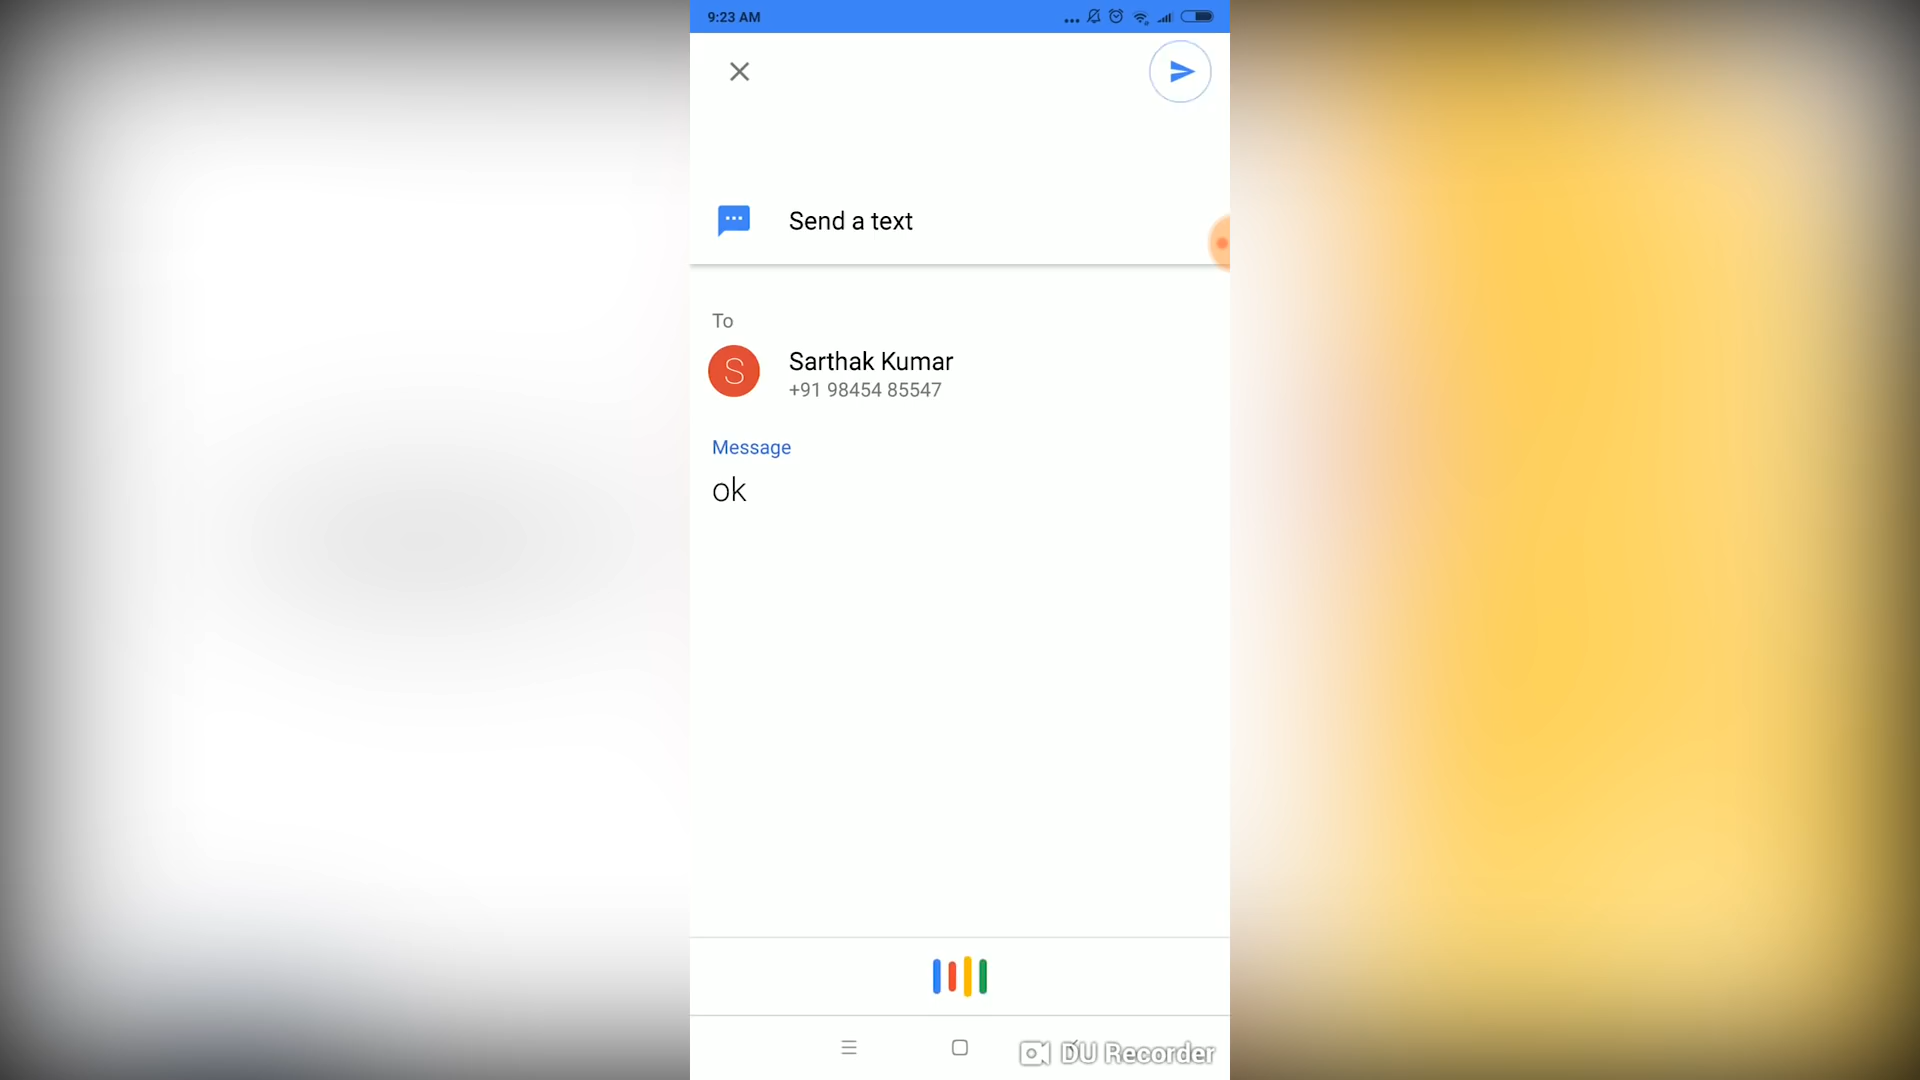 9:23 AM
Send a text
To
S
Sarthak Kumar
+91 98454 85547
Message
ok
DU Recorder